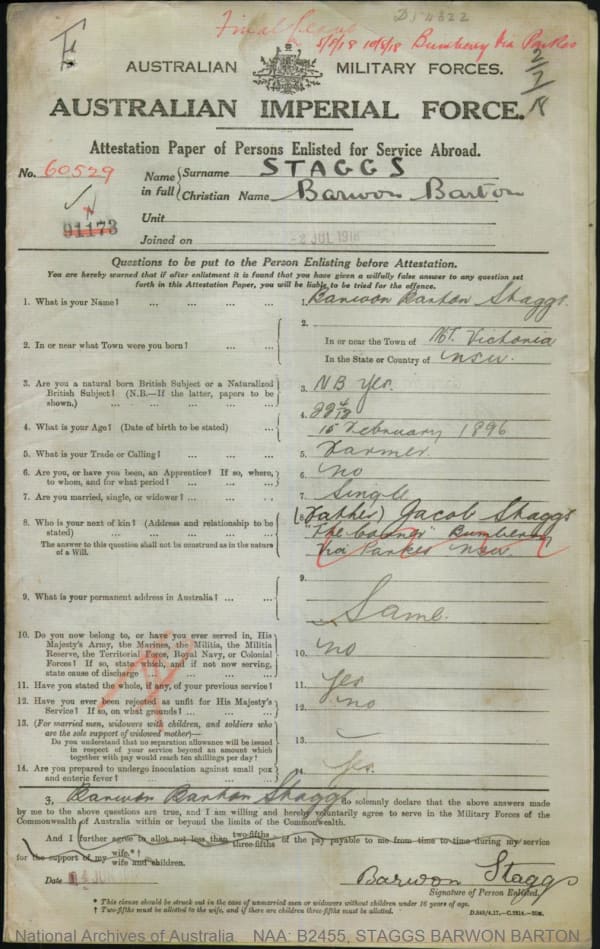 Final Leave
5/8/18 10/8/18 Bumberry Via Parkes
AUSTRALIAN MILITARY FORCES.
AUSTRALIAN IMPERIAL FORCE.
Attestation Paper of Persons Enlisted for Service Abroad.
No. 60529
Name in full { Surname STAGGS
Christian Name Barwon Barton
91173
Unit
Joined on -2 JUL 1918
Questions to be put to the Person Enlisting before Attestation.
You are hereby warned that if after enlistment it is found that you have given a wilfully false answer to any question set
forth in this Attestation Paper, you will be liable to be tried for the offence.
1. What is your Name? ... ... ... 1. Barwon Barton Staggs.
2. In or near what Town were you born? ... ... 2. In or near the Town of Mt. Victoria
In the State or Country of NSW.
3. Are you a natural born British Subject or a Naturalized
British Subject? (N.B.—If the latter, papers to be
shown.) ... ... ... ... 3. NB Yes.
4. What is your Age? (Date of birth to be stated) ... 4. 22 4/12
15 February 1896
5. What is your Trade or Calling? ... ... 5. Farmer.
6. Are you, or have you been, an Apprentice? If so, where,
to whom, and for what period? ... ... ... 6. no
7. Are you married, single, or widower? ... ... 7. Single
8. Who is your next of kin? (Address and relationship to be
stated) ... ... ... ... 8. (Father) Jacob Staggs
Bumberry
Via Parkes NSW.
The answer to this question shall not be construed as in the nature
of a Will.
9. What is your permanent address in Australia? ... ... 9. Same.
10. Do you now belong to, or have you ever served in, His
Majesty's Army, the Marines, the Militia, the Militia
Reserve, the Territorial Force, Royal Navy, or Colonial
Forces? If so, state which, and if not now serving,
state cause of discharge ... ... ... 10. no
11. Have you stated the whole, if any, of your previous service? 11. yes
12. Have you ever been rejected as unfit for His Majesty's
Service? If so, on what grounds? ... ... 12. no
13. (For married men, widowers with children, and soldiers who
are the sole support of widowed mother)—
Do you understand that no separation allowance will be issued
in respect of your service beyond an amount which
together with pay would reach ten shillings per day? 13.
14. Are you prepared to undergo inoculation against small pox
and enteric fever? ... ... ... 14. Yes.
I, Barwon Barton Staggs do solemnly declare that the above answers made
by me to the above questions are true, and I am willing and hereby voluntarily agree to serve in the Military Forces of the
Commonwealth of Australia within or beyond the limits of the Commonwealth.
And I further agree to allot not less than two-fifths three-fifths of the pay payable to me from time to time during my service
for the support of my wife.*† wife and children.
Date
Barwon Staggs
Signature of Person Enlisted.
* This clause should be struck out in the case of unmarried men or widowers without children under 16 years of age.
† Two-fifths must be allotted to the wife, and if there are children three-fifths must be allotted.
National Archives of Australia NAA: B2455, STAGGS BARWON BARTON